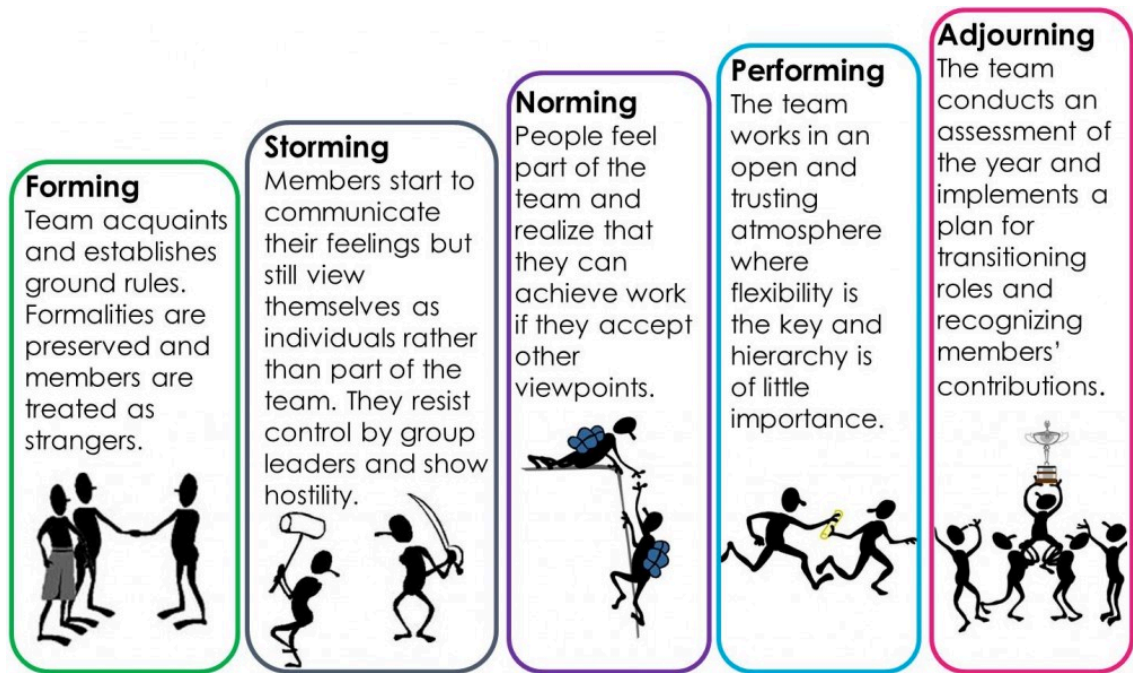 Forming
Team acquaints
and establishes
ground rules.
Formalities are
preserved and
members are
treated as
strangers.
Storming
Members start to
communicate
their feelings but
still view
themselves as
individuals rather
than part of the
team. They resist
control by group
leaders and show
hostility.
Norming
People feel
part of the
team and
realize that
they can
achieve work
if they accept
other
viewpoints.
Performing
The team
works in an
open and
trusting
atmosphere
where
flexibility is
the key and
hierarchy is
of little
importance.
Adjourning
The team
conducts an
assessment of
the year and
implements a
plan for
transitioning
roles and
recognizing
members’
contributions.